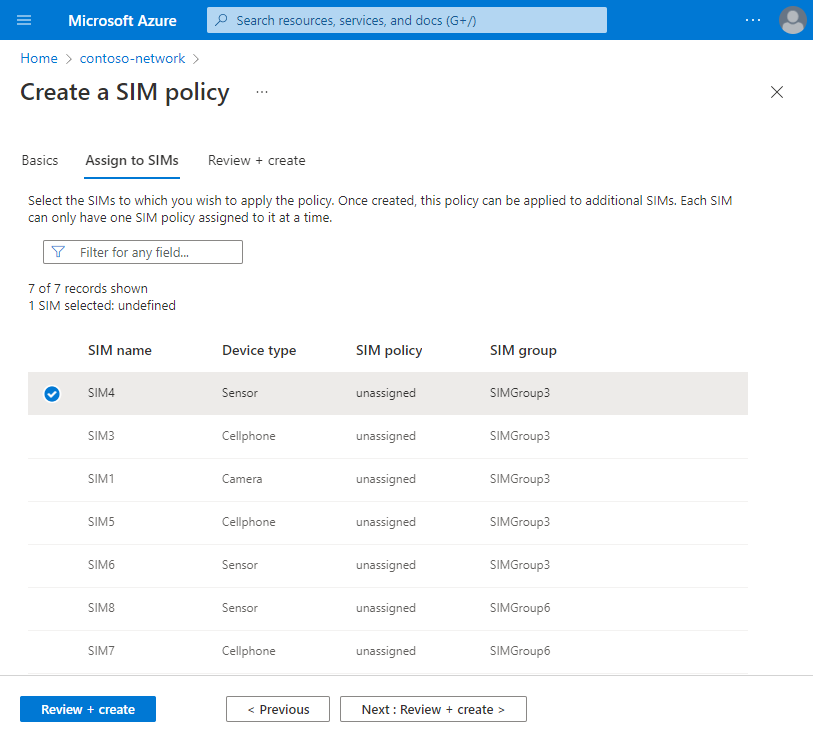 Microsoft Azure
Search resources, services, and docs (G+/)
...
Home > contoso-network >
Create a SIM policy ...
Basics Assign to SIMs Review + create
Select the SIMs to which you wish to apply the policy. Once created, this policy can be applied to additional SIMs. Each SIM
can only have one SIM policy assigned to it at a time.
Filter for any field...
7 of 7 records shown
1 SIM selected: undefined
SIM name Device type SIM policy SIM group
SIM4 Sensor unassigned SIMGroup3
SIM3 Cellphone unassigned SIMGroup3
SIM1 Camera unassigned SIMGroup3
SIM5 Cellphone unassigned SIMGroup3
SIM6 Sensor unassigned SIMGroup3
SIM8 Sensor unassigned SIMGroup6
SIM7 Cellphone unassigned SIMGroup6
Review + create < Previous Next : Review + create >